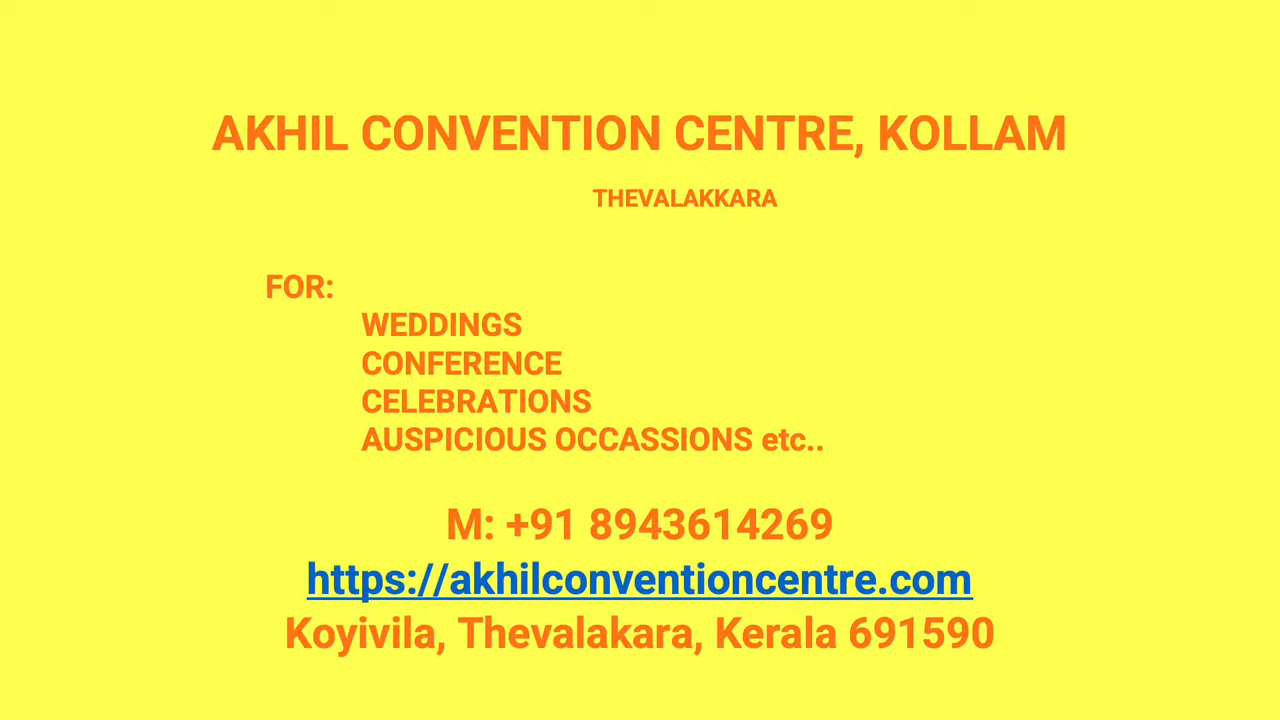 AKHIL CONVENTION CENTRE, KOLLAM
THEVALAKKARA
FOR:
WEDDINGS
CONFERENCE
CELEBRATIONS
AUSPICIOUS OCCASSIONS etc..
M: +91 8943614269
https://akhilconventioncentre.com
Koyivila, Thevalakara, Kerala 691590